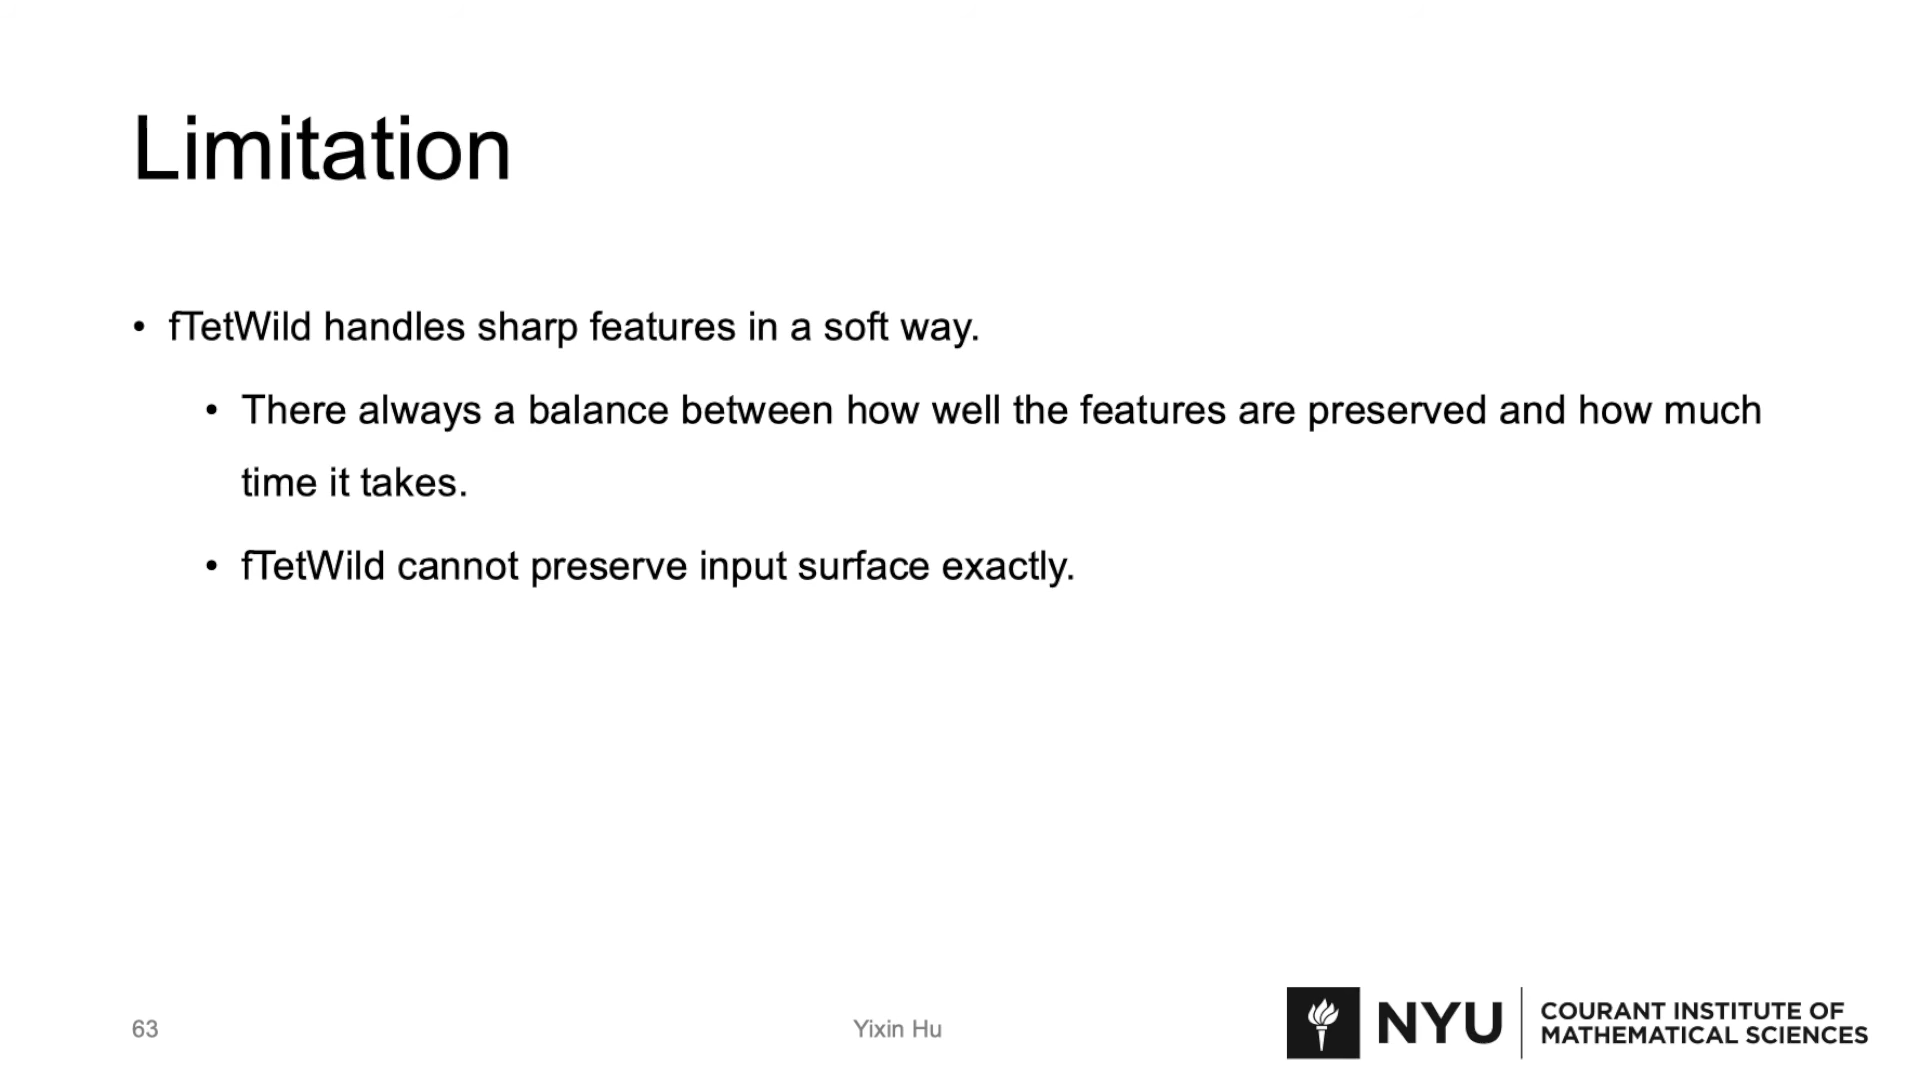 Limitation
• fTetWild handles sharp features in a soft way.
• There always a balance between how well the features are preserved and how much
time it takes.
• fTetWild cannot preserve input surface exactly.
63
Yixin Hu
NYU
COURANT INSTITUTE OF
MATHEMATICAL SCIENCES